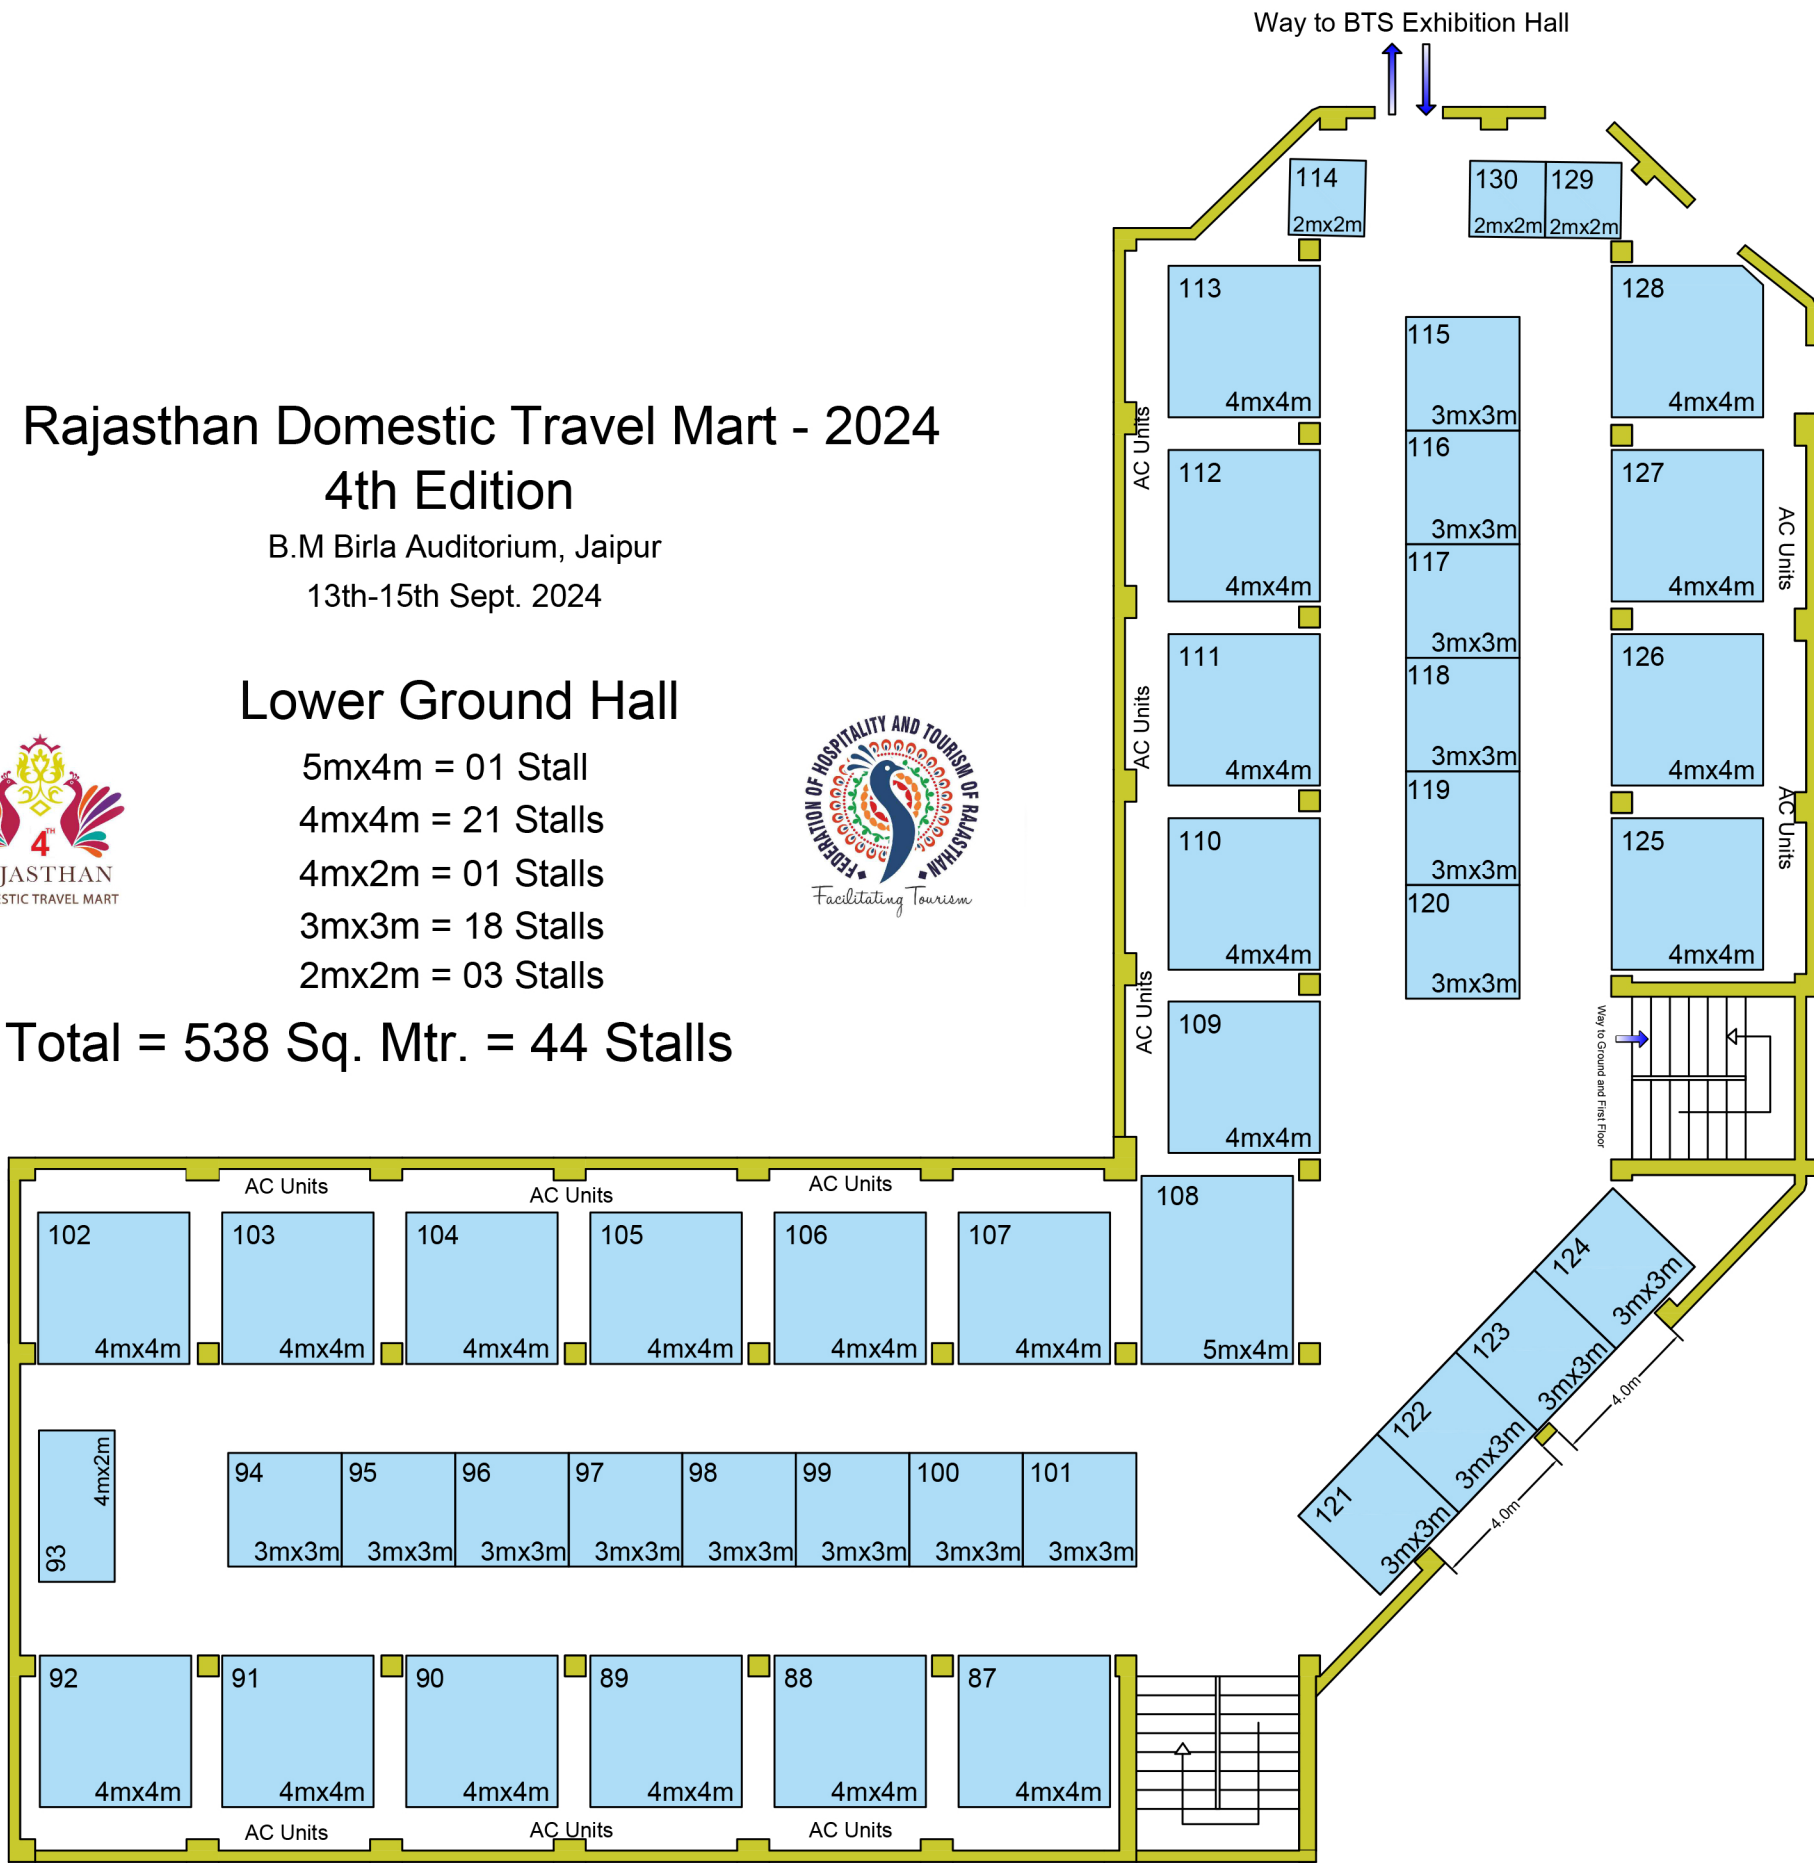 Way to BTS Exhibition Hall
114
2mx2m
130
2mx2m
129
2mx2m
113
4mx4m
128
4mx4m
115
3mx3m
AC Units
112
4mx4m
116
3mx3m
127
4mx4m
AC Units
117
3mx3m
111
4mx4m
AC Units
118
3mx3m
126
4mx4m
119
3mx3m
110
4mx4m
125
4mx4m
AC Units
120
3mx3m
AC Units
109
4mx4m
Way to Ground and First Floor
Rajasthan Domestic Travel Mart - 2024
4th Edition
B.M Birla Auditorium, Jaipur
13th-15th Sept. 2024
Lower Ground Hall
5mx4m = 01 Stall
4mx4m = 21 Stalls
4mx2m = 01 Stalls
3mx3m = 18 Stalls
2mx2m = 03 Stalls
Total = 538 Sq. Mtr. = 44 Stalls
4TH
JASTHAN
STIC TRAVEL MART
FEDERATION OF HOSPITALITY AND TOURISM OF RAJASTHAN
Facilitating Tourism
AC Units
AC Units
AC Units
102
4mx4m
103
4mx4m
104
4mx4m
105
4mx4m
106
4mx4m
107
4mx4m
108
5mx4m
124
3mx3m
123
3mx3m
122
3mx3m
121
3mx3m
4.0m
4.0m
93
4mx2m
94
3mx3m
95
3mx3m
96
3mx3m
97
3mx3m
98
3mx3m
99
3mx3m
100
3mx3m
101
3mx3m
92
4mx4m
91
4mx4m
90
4mx4m
89
4mx4m
88
4mx4m
87
4mx4m
AC Units
AC Units
AC Units